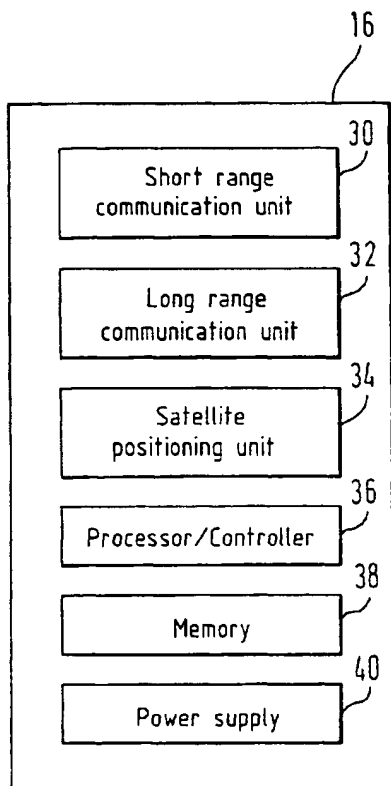 16
30
Short range
communication unit
32
Long range
communication unit
34
Satellite
positioning unit
36
Processor/Controller
38
Memory
40
Power supply